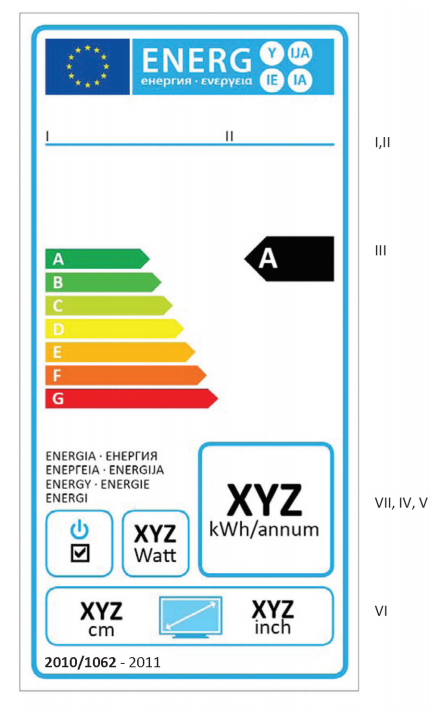 ENERG Y IJA
енергия · ενεργεια IE IA
I II
I,II
A
B
C
D
E
F
G
A
III
ENERGIA · ЕНЕРГИЯ
ΕΝΕΡΓΕΙΑ · ENERGIJA
ENERGY · ENERGIE
ENERGI
XYZ
Watt
XYZ
kWh/annum
VII, IV, V
XYZ
cm
XYZ
inch
VI
2010/1062 - 2011